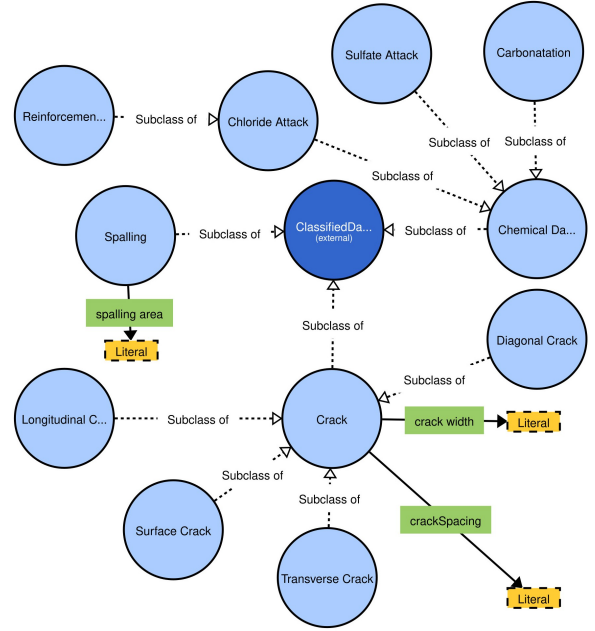 Sulfate Attack
Carbonatation
Reinforcemen ...
Subclass of
Chloride Attack
Subclass of
Subclass of
Subclass of
Spalling
Subclass of
ClassifiedDa...
(external)
Subclass of
Chemical Da...
spalling area
Literal
Subclass of
Diagonal Crack
Subclass of
Longitudinal C...
Subclass of
Crack
crack width
Literal
Subclass of
Subclass of
Surface Crack
crackSpacing
Transverse Crack
Literal